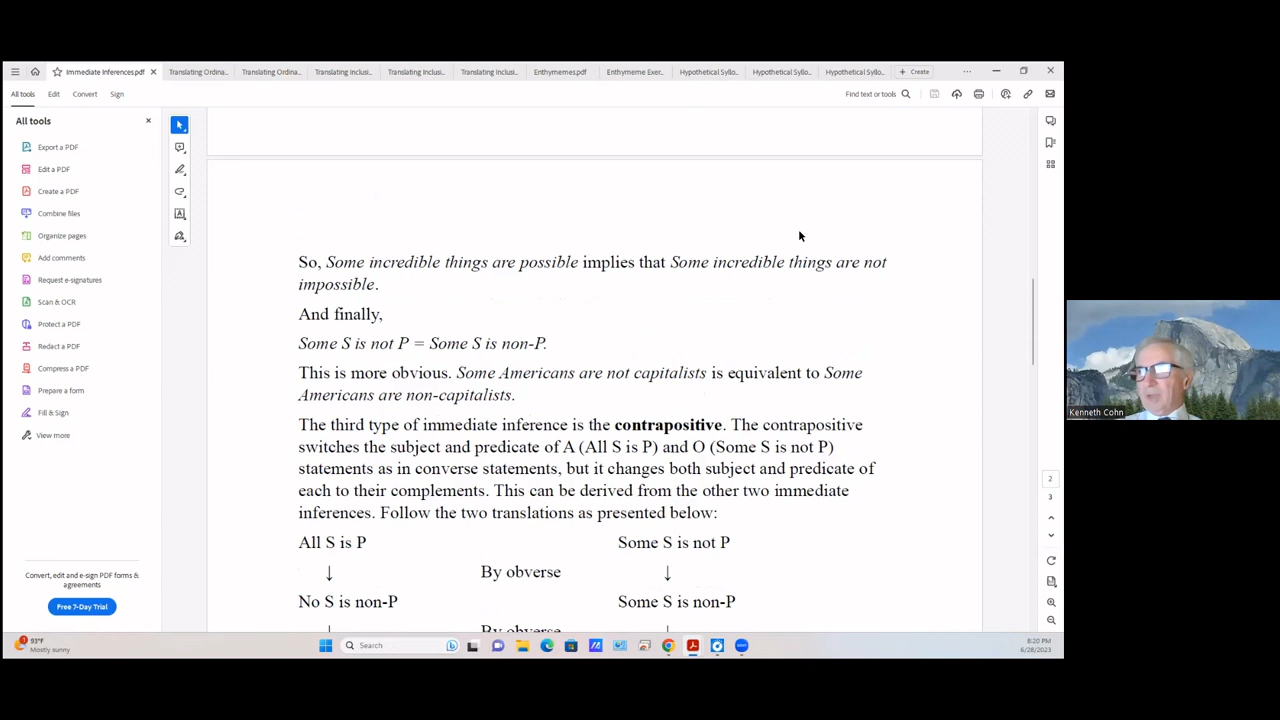 Immediate Inferences.pdf
Translating Ordina...
Translating Ordina...
Translating Inclusi...
Translating Inclusi...
Translating Inclusi...
Enthymemes.pdf
Enthymeme Exer...
Hypothetical Syllo...
Hypothetical Syllo...
Hypothetical Syllo...
+ Create
All tools
Edit
Convert
Sign
Find text or tools
All tools
Export a PDF
Edit a PDF
Create a PDF
Combine files
Organize pages
Add comments
Request e-signatures
Scan & OCR
Protect a PDF
Redact a PDF
Compress a PDF
Prepare a form
Fill & Sign
View more
Convert, edit and e-sign PDF forms &
agreements
Free 7-Day Trial
So, Some incredible things are possible implies that Some incredible things are not
impossible.
And finally,
Some S is not P = Some S is non-P.
This is more obvious. Some Americans are not capitalists is equivalent to Some
Americans are non-capitalists.
The third type of immediate inference is the contrapositive. The contrapositive
switches the subject and predicate of A (All S is P) and O (Some S is not P)
statements as in converse statements, but it changes both subject and predicate of
each to their complements. This can be derived from the other two immediate
inferences. Follow the two translations as presented below:
All S is P Some S is not P
↓ By obverse ↓
No S is non-P Some S is non-P
↓ By obverse ↓
2
3
Kenneth Cohn
1
93°F
Mostly sunny
Search
8:20 PM
6/28/2023